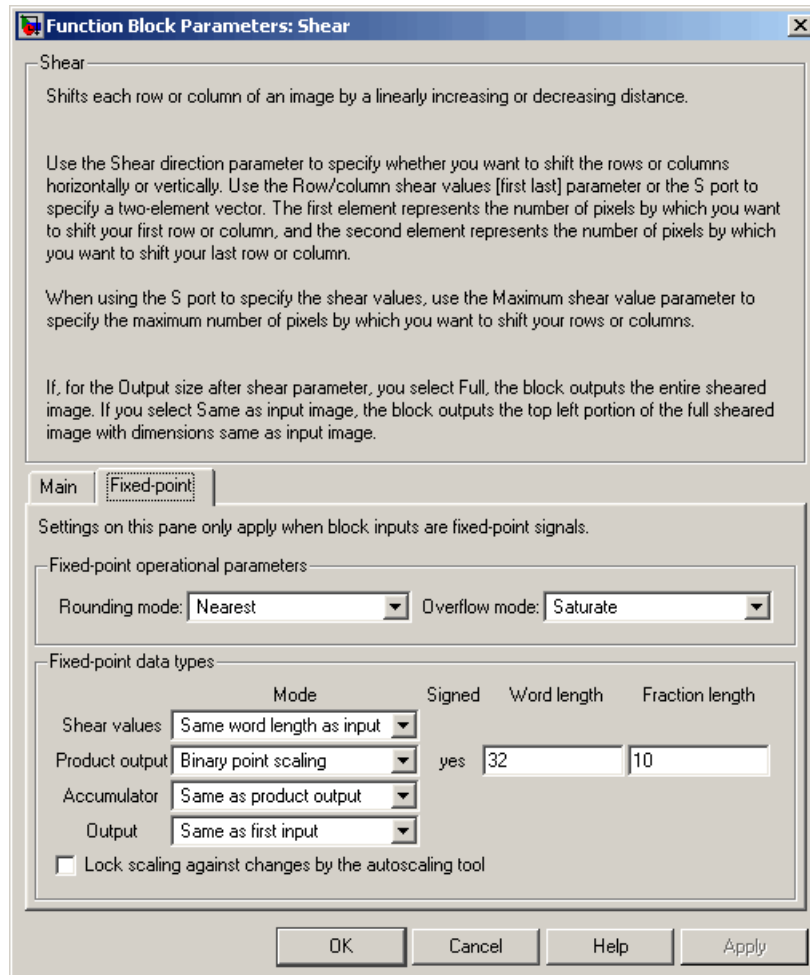 Function Block Parameters: Shear
Shear
Shifts each row or column of an image by a linearly increasing or decreasing distance.
Use the Shear direction parameter to specify whether you want to shift the rows or columns
horizontally or vertically. Use the Row/column shear values [first last] parameter or the S port to
specify a two-element vector. The first element represents the number of pixels by which you want
to shift your first row or column, and the second element represents the number of pixels by which
you want to shift your last row or column.
When using the S port to specify the shear values, use the Maximum shear value parameter to
specify the maximum number of pixels by which you want to shift your rows or columns.
If, for the Output size after shear parameter, you select Full, the block outputs the entire sheared
image. If you select Same as input image, the block outputs the top left portion of the full sheared
image with dimensions same as input image.
Main Fixed-point
Settings on this pane only apply when block inputs are fixed-point signals.
Fixed-point operational parameters
Rounding mode: Nearest Overflow mode: Saturate
Fixed-point data types
Mode Signed Word length Fraction length
Shear values Same word length as input
Product output Binary point scaling yes 32 10
Accumulator Same as product output
Output Same as first input
Lock scaling against changes by the autoscaling tool
OK Cancel Help Apply